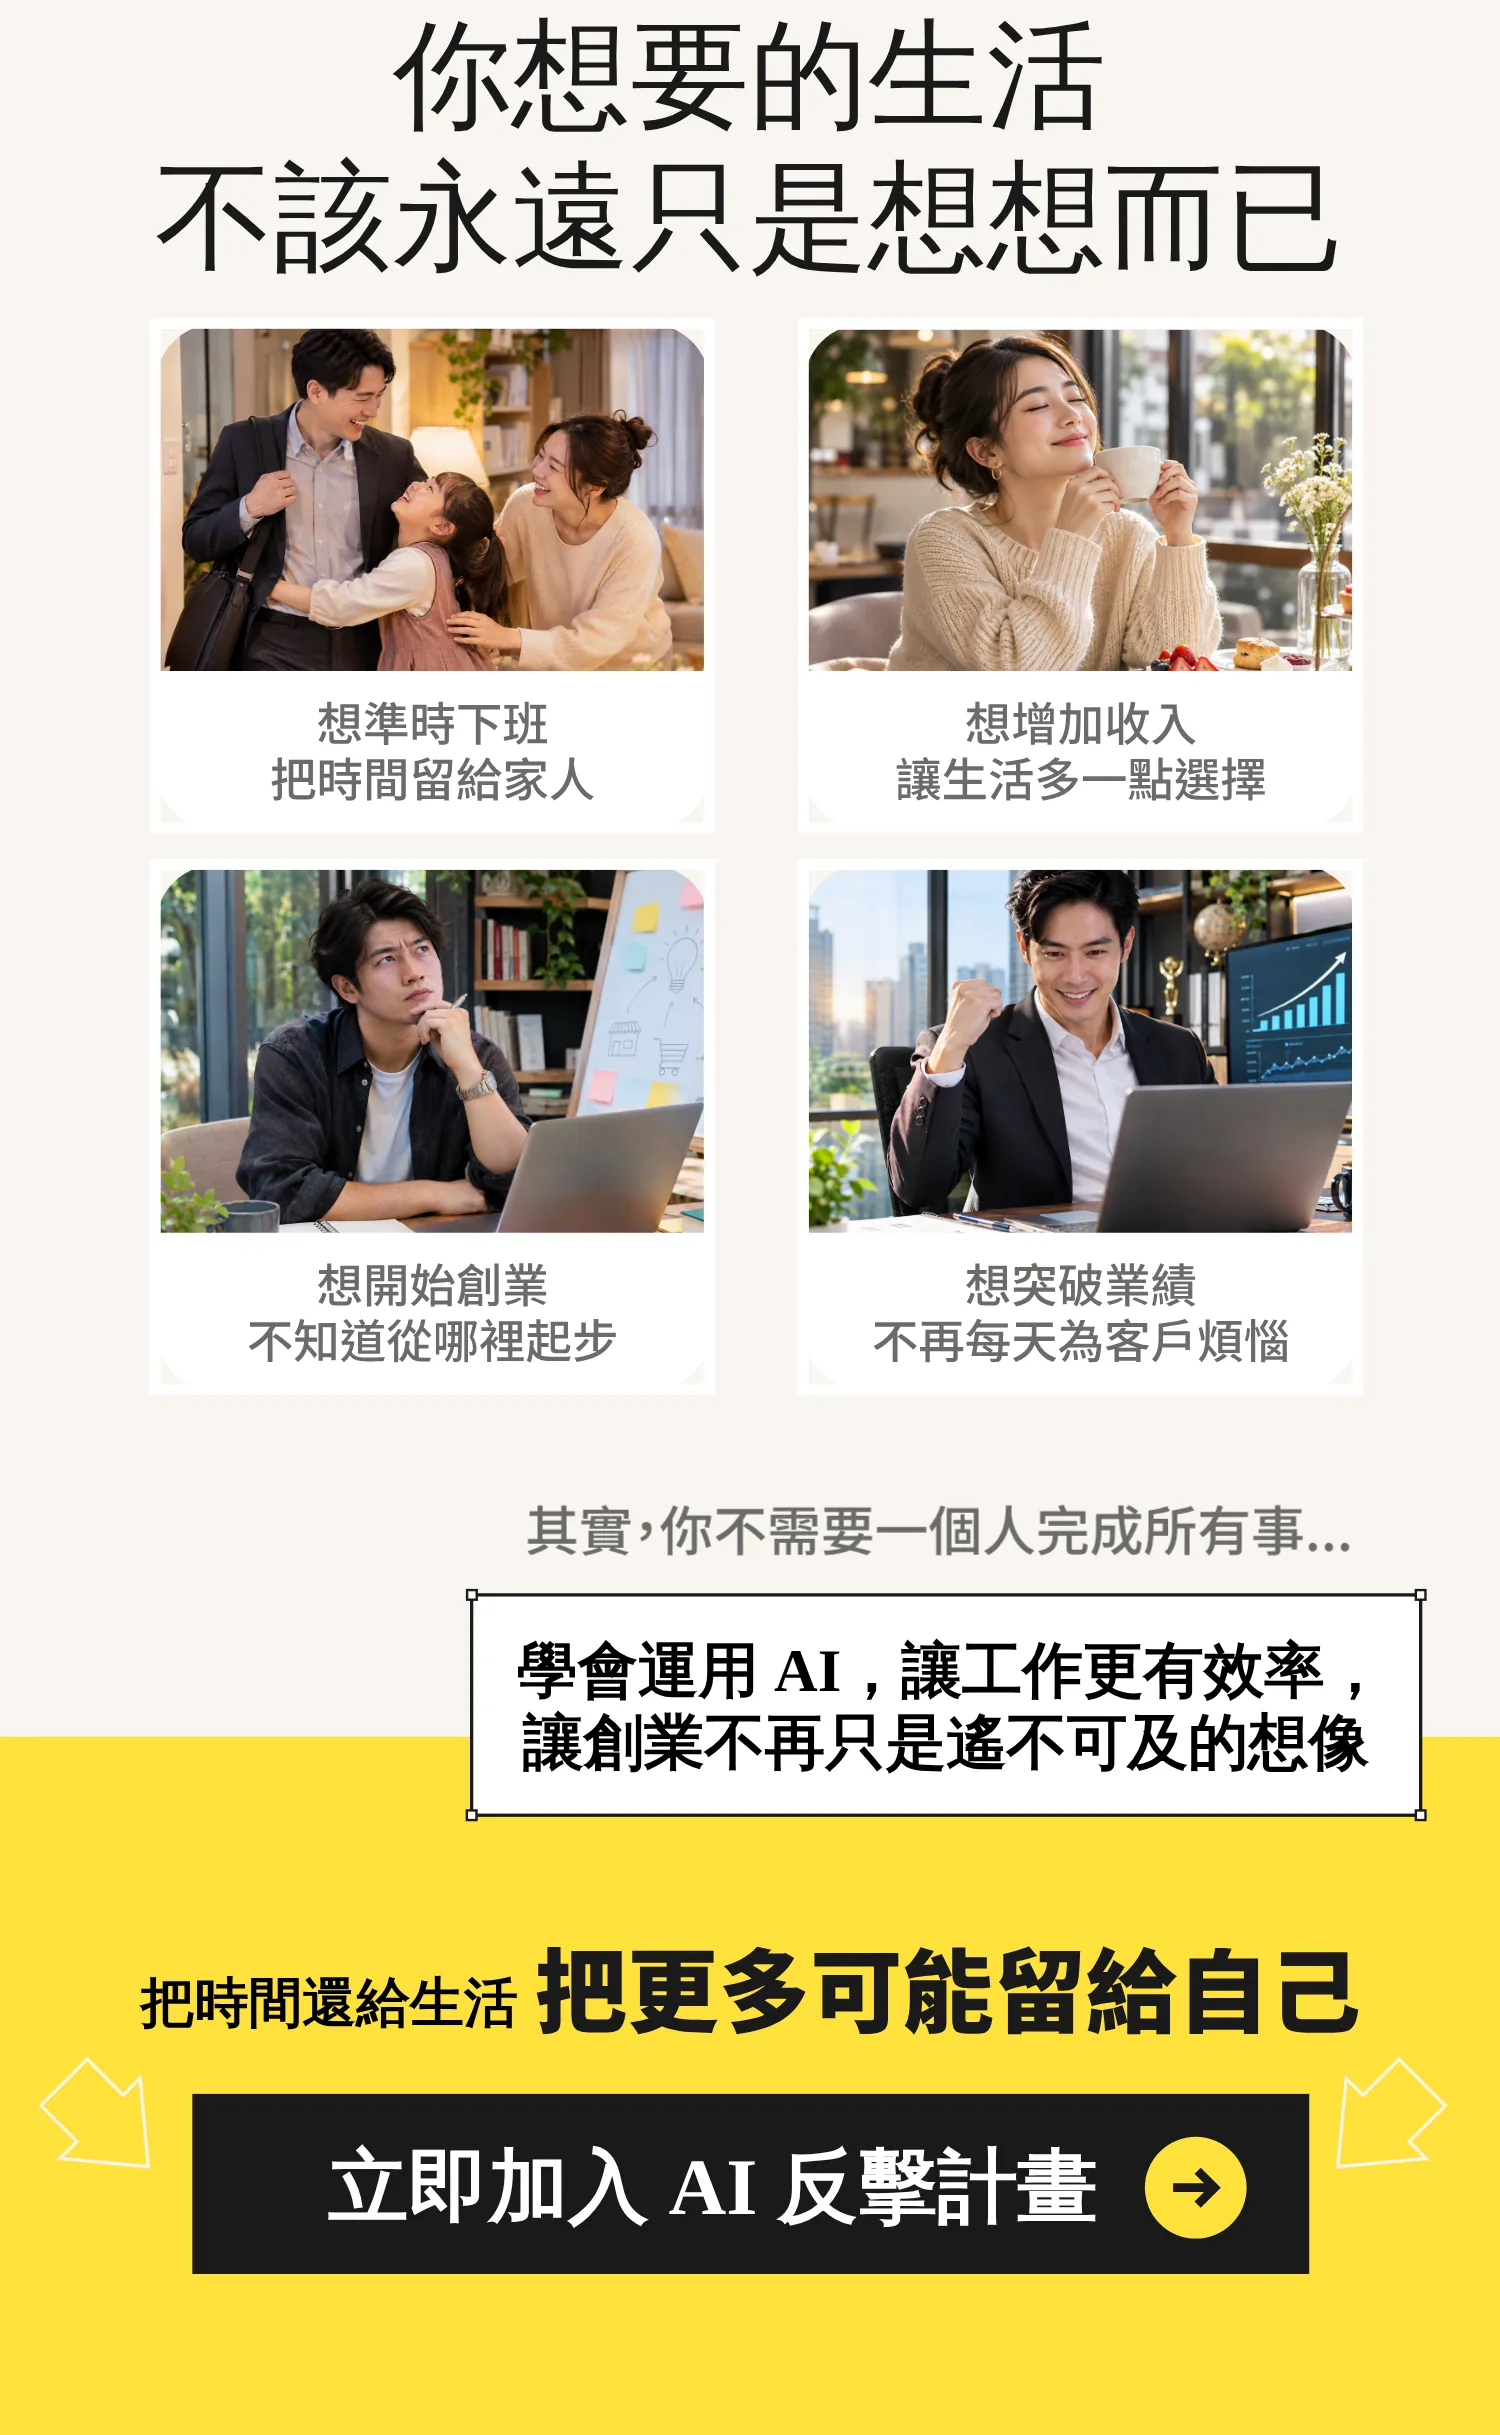 你想要的生活
不該永遠只是想想而已
想準時下班
把時間留給家人
想增加收入
讓生活多一點選擇
想開始創業
不知道從哪裡起步
想突破業績
不再每天為客戶煩惱
其實,你不需要一個人完成所有事...
學會運用 AI，讓工作更有效率，
讓創業不再只是遙不可及的想像
把時間還給生活 把更多可能留給自己
立即加入 AI 反擊計畫